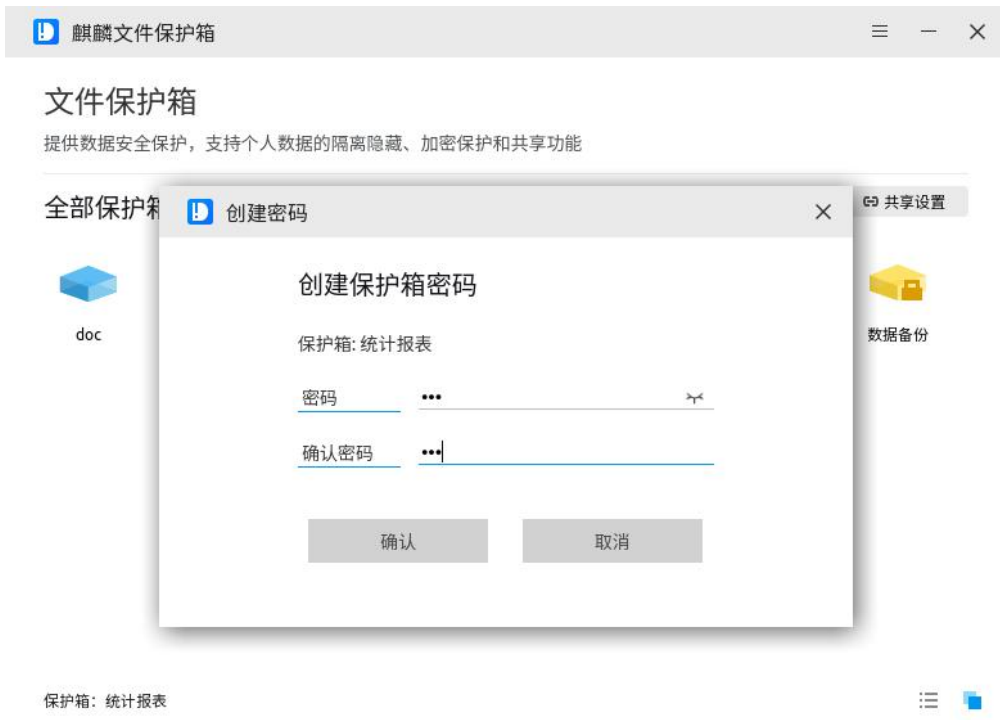 麒麟文件保护箱
文件保护箱
提供数据安全保护，支持个人数据的隔离隐藏、加密保护和共享功能
全部保护箱
共享设置
创建密码
创建保护箱密码
保护箱: 统计报表
密码 •••
确认密码 •••
确认 取消
doc
数据备份
保护箱：统计报表